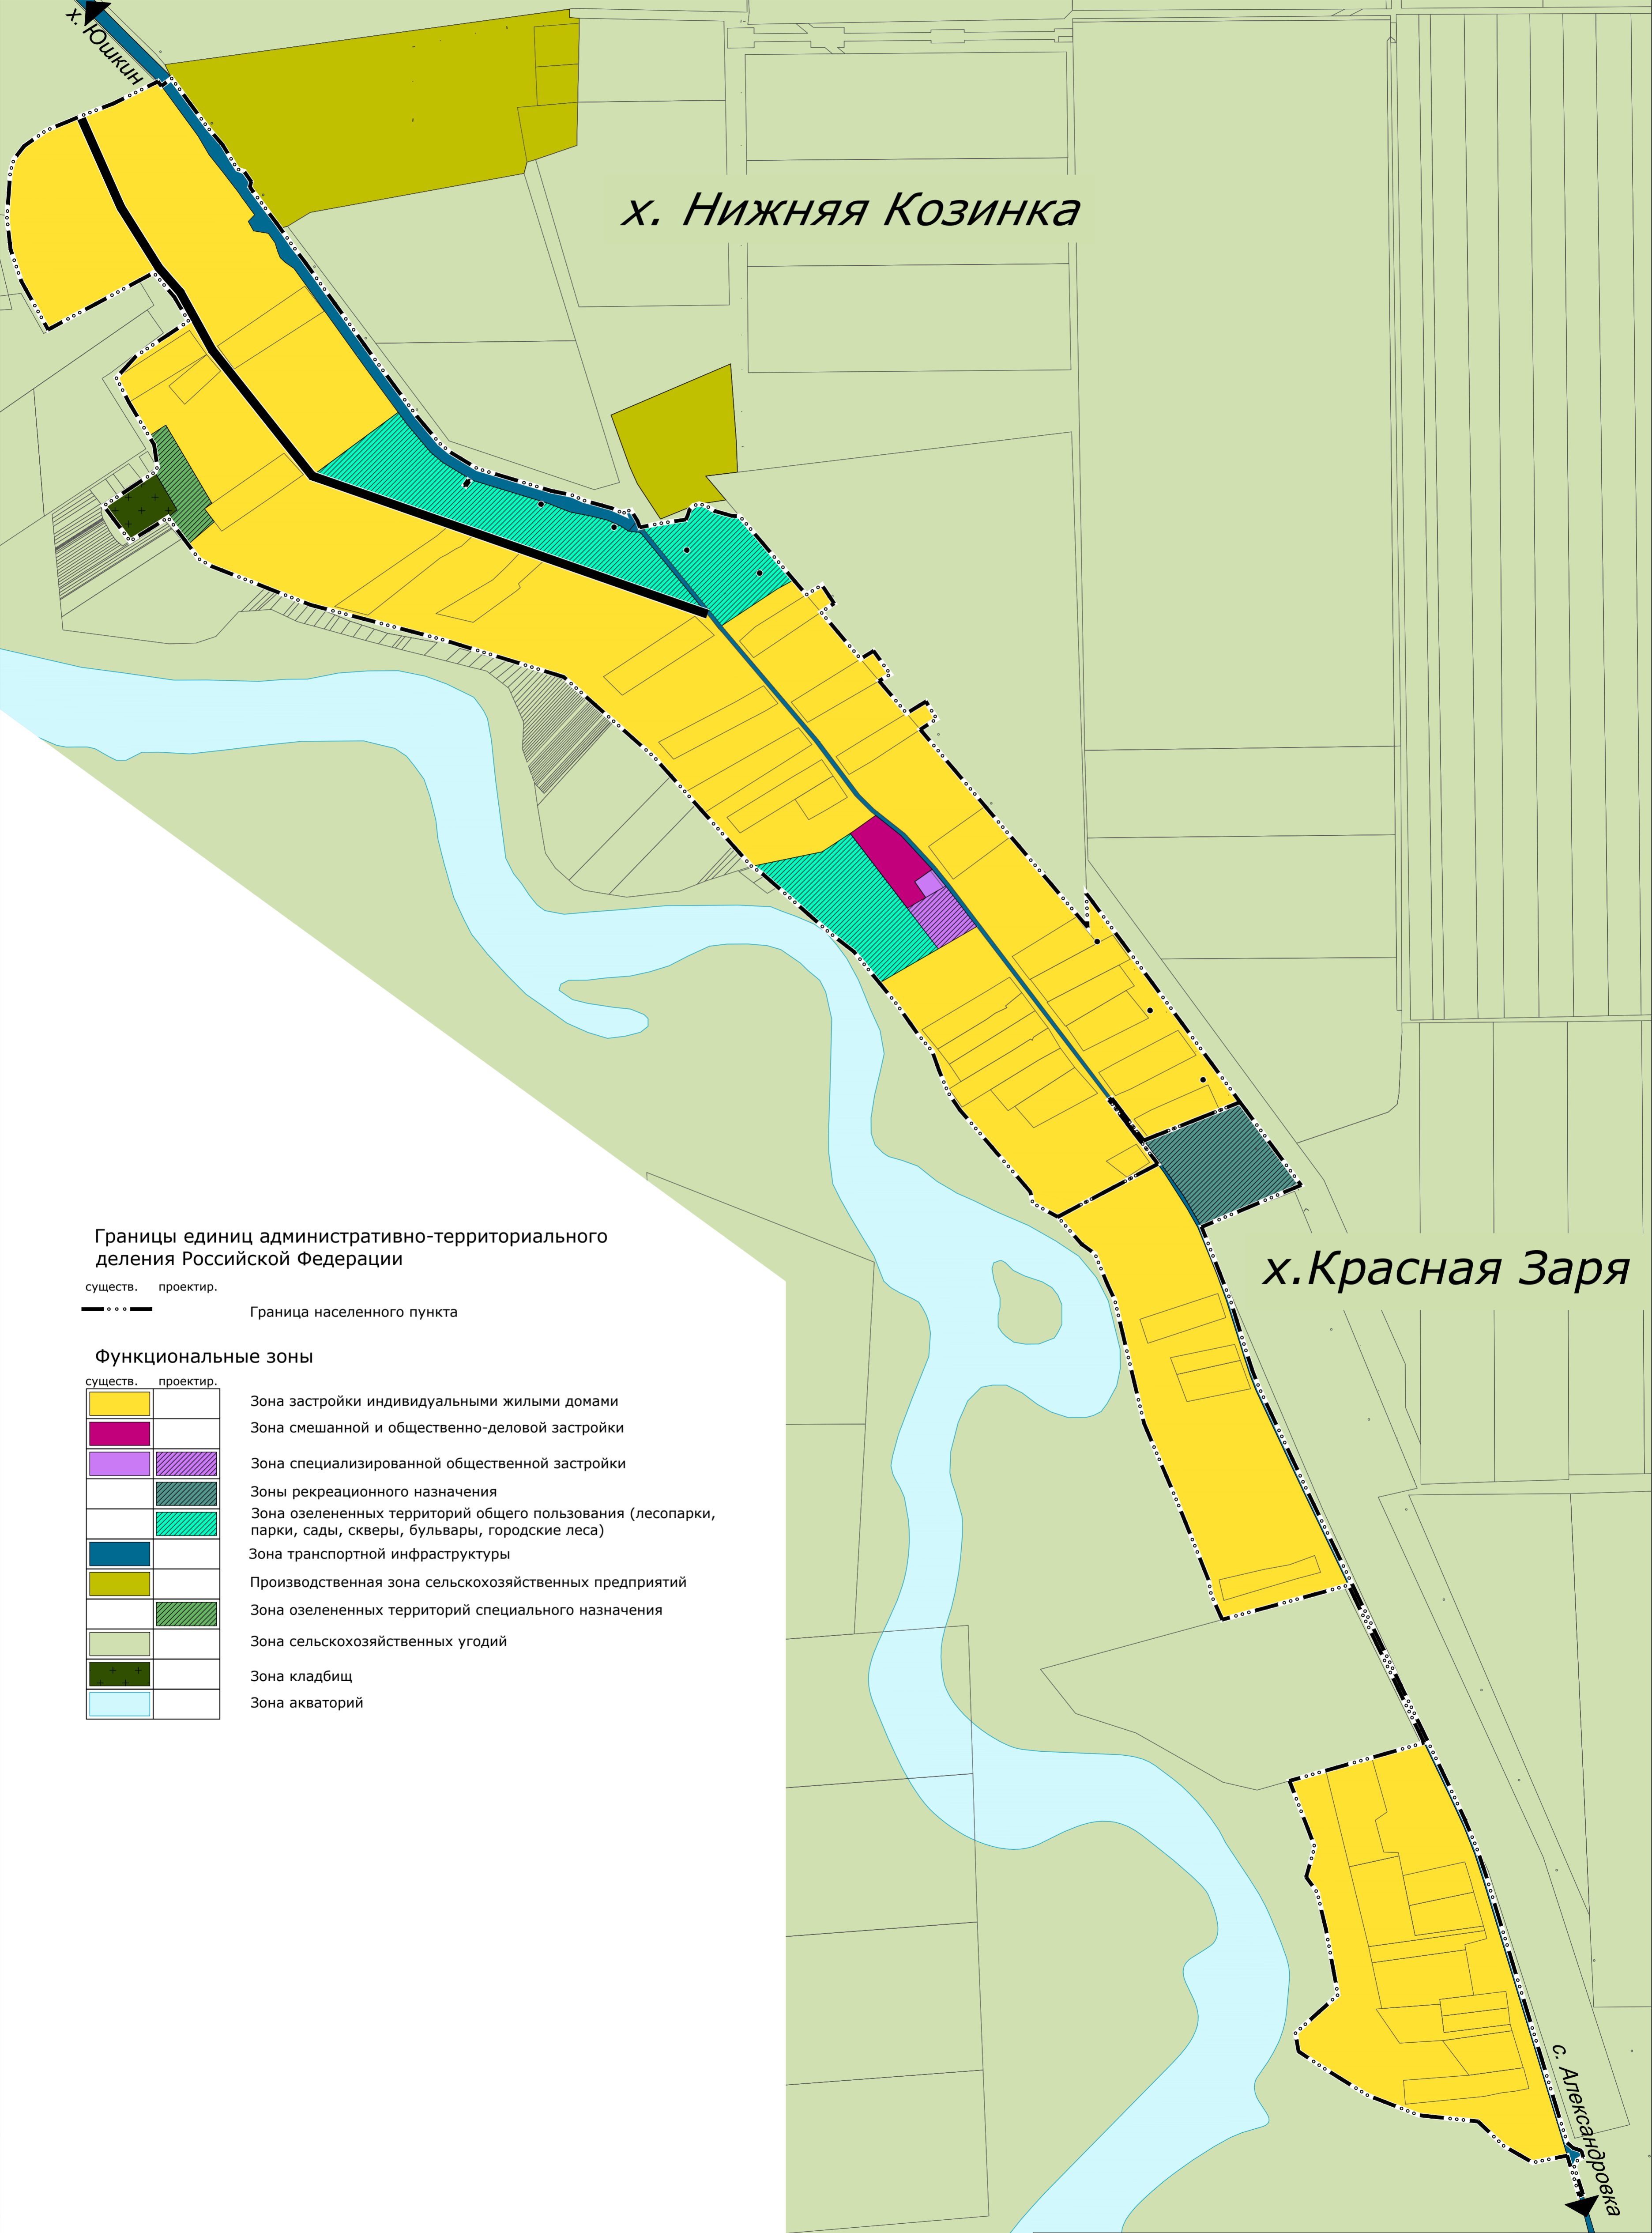 х. Юшкин
х. Нижняя Козинка
х.Красная Заря
Границы единиц административно-территориального
деления Российской Федерации
существ. проектир.
Граница населенного пункта
Функциональные зоны
существ. проектир.
Зона застройки индивидуальными жилыми домами
Зона смешанной и общественно-деловой застройки
Зона специализированной общественной застройки
Зоны рекреационного назначения
Зона озелененных территорий общего пользования (лесопарки,
парки, сады, скверы, бульвары, городские леса)
Зона транспортной инфраструктуры
Производственная зона сельскохозяйственных предприятий
Зона озелененных территорий специального назначения
Зона сельскохозяйственных угодий
Зона кладбищ
Зона акваторий
с. Александровка